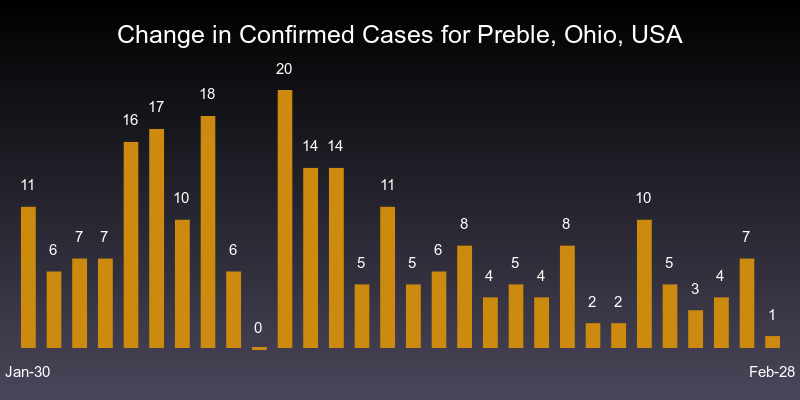 Change in Confirmed Cases for Preble, Ohio, USA
11 6 7 7 16 17 10 18 6 0 20 14 14 5 11 5 6 8 4 5 4 8 2 2 10 5 3 4 7 1
Jan-30 Feb-28